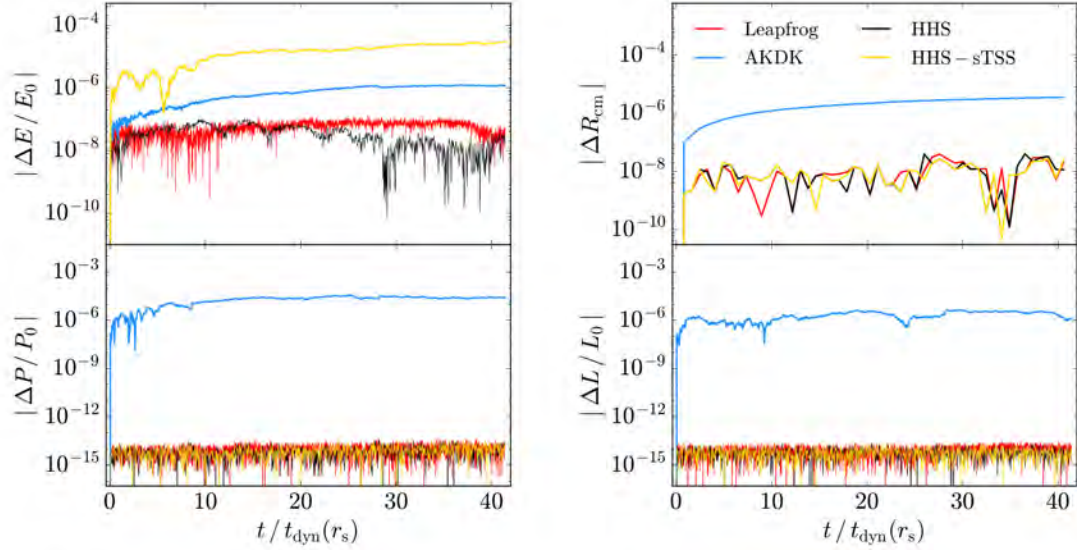 | ΔE / E₀ |
10⁻⁴
10⁻⁶
10⁻⁸
10⁻¹⁰
| ΔR_cm |
10⁻⁴
10⁻⁶
10⁻⁸
10⁻¹⁰
Leapfrog
AKDK
HHS
HHS − sTSS
| ΔP / P₀ |
10⁻³
10⁻⁶
10⁻⁹
10⁻¹²
10⁻¹⁵
0 10 20 30 40
t / t_dyn(r_s)
| ΔL / L₀ |
10⁻³
10⁻⁶
10⁻⁹
10⁻¹²
10⁻¹⁵
0 10 20 30 40
t / t_dyn(r_s)